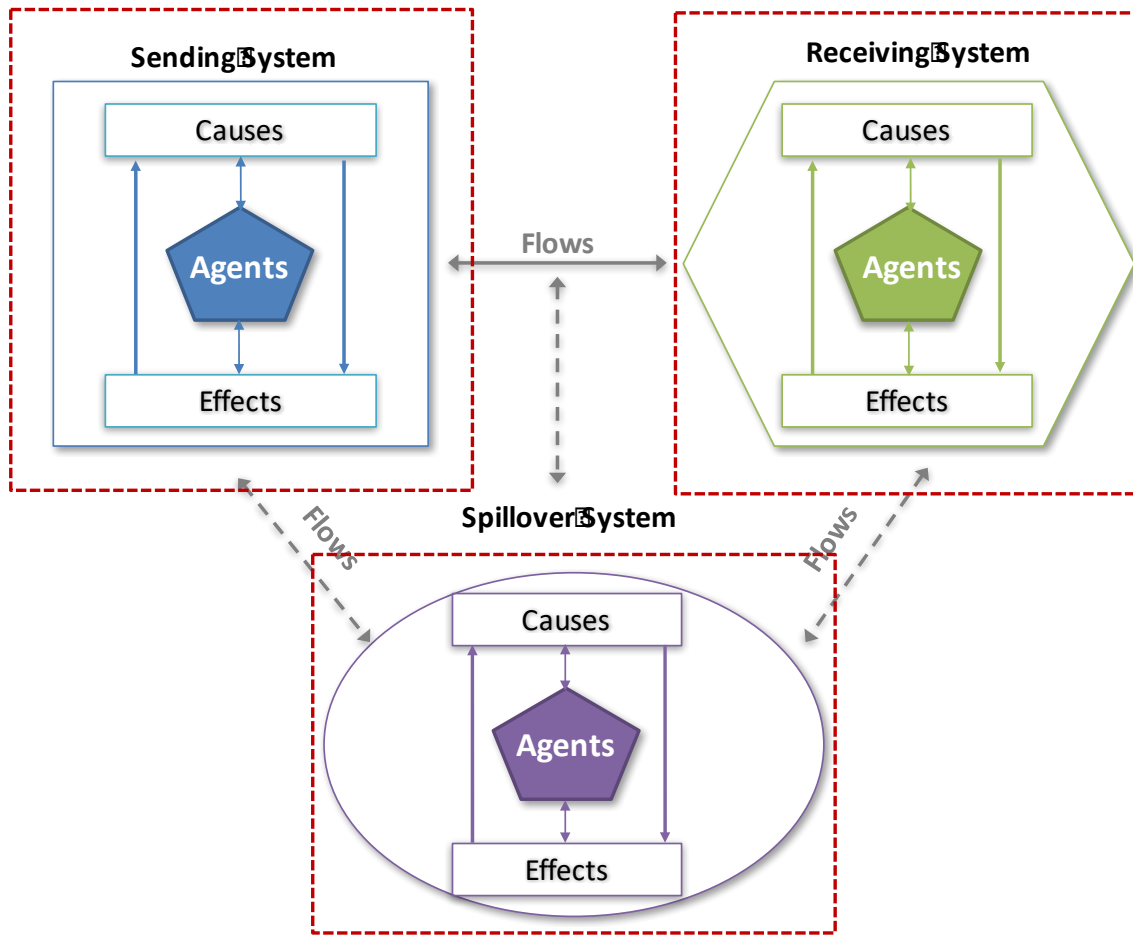 Sending System
Receiving System
Causes
Causes
Flows
Agents
Agents
Effects
Effects
Flows
Spillover System
Flows
Causes
Agents
Effects